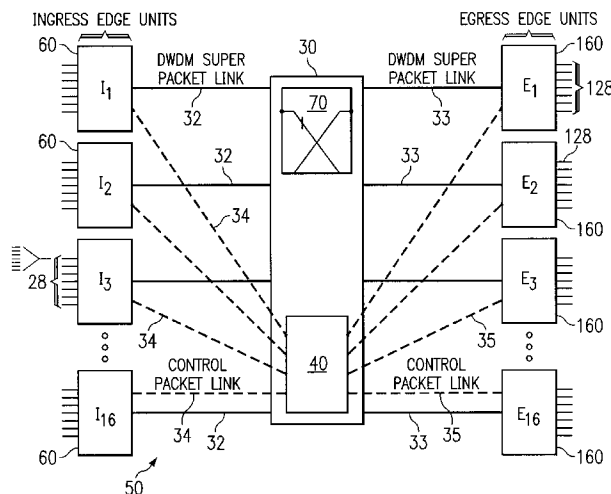 INGRESS EDGE UNITS
EGRESS EDGE UNITS
60
30
160
DWDM SUPER
PACKET LINK
DWDM SUPER
PACKET LINK
I1
70
E1
128
32
33
60
128
32
33
I2
E2
34
160
60
I3
E3
28
34
40
35
160
CONTROL
PACKET LINK
CONTROL
PACKET LINK
I16
E16
34
32
33
35
60
160
50